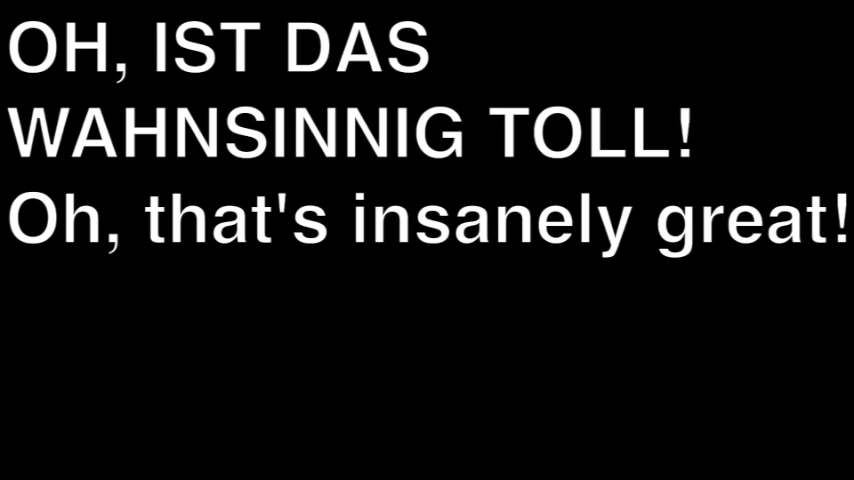 OH, IST DAS
WAHNSINNIG TOLL!
Oh, that's insanely great!